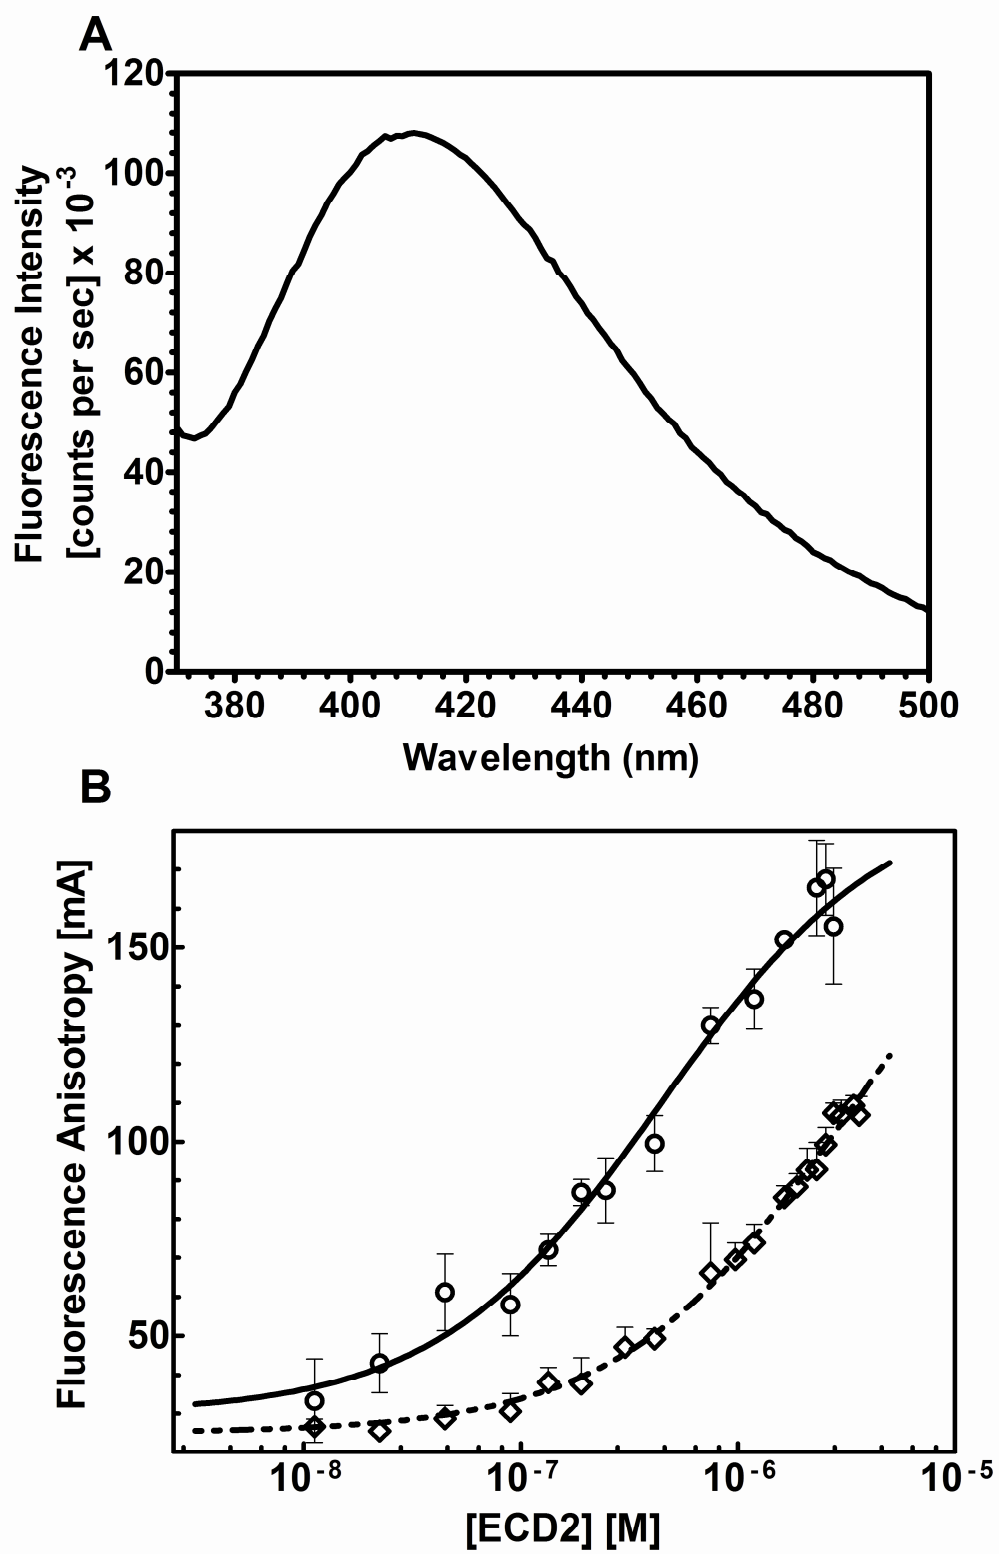 A
120
100
80
60
40
20
0
Fluorescence Intensity
[counts per sec] x 10-3
380 400 420 440 460 480 500
Wavelength (nm)
B
150
100
50
Fluorescence Anisotropy [mA]
10-8 10-7 10-6 10-5
[ECD2] [M]